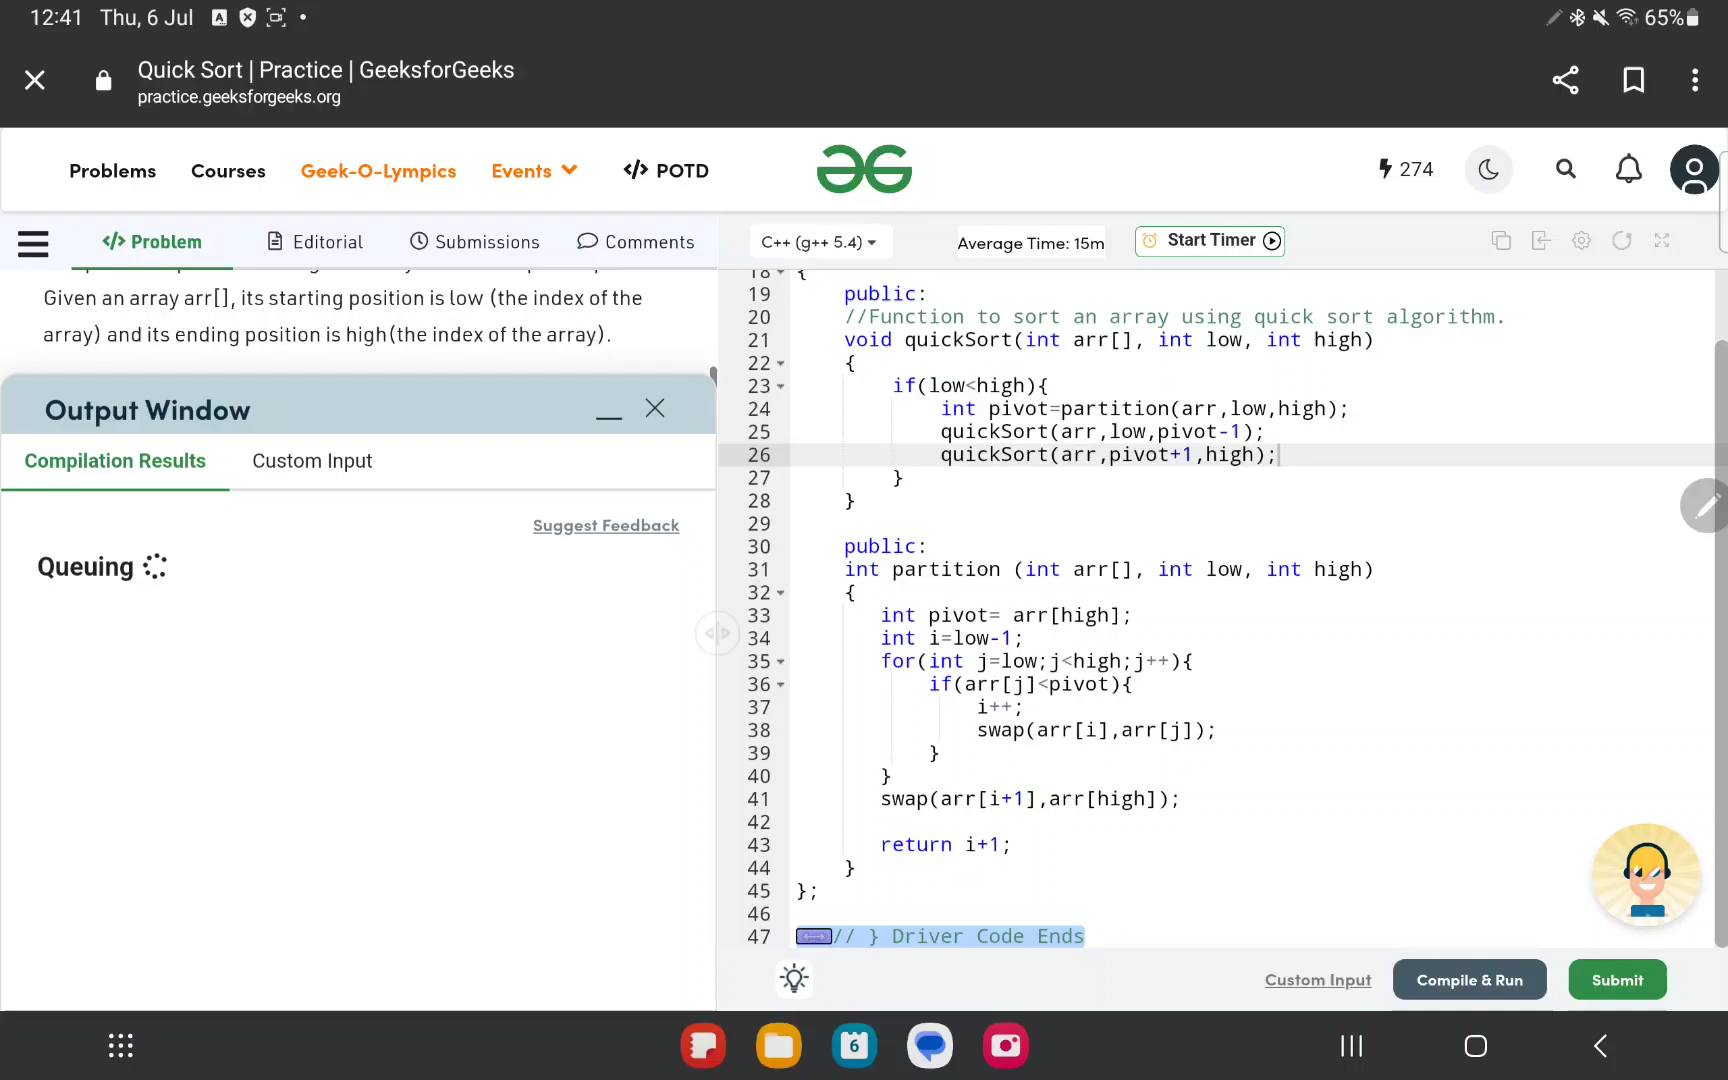 12:41 Thu, 6 Jul A 65%
Quick Sort | Practice | GeeksforGeeks
practice.geeksforgeeks.org
Problems Courses Geek-O-Lympics Events </> POTD 274
</> Problem Editorial Submissions Comments
C++ (g++ 5.4) Average Time: 15m Start Timer
Given an array arr[], its starting position is low (the index of the
array) and its ending position is high(the index of the array).
Output Window
Compilation Results Custom Input
Suggest Feedback
Queuing
18 {
19 public:
20 //Function to sort an array using quick sort algorithm.
21 void quickSort(int arr[], int low, int high)
22 {
23 if(low<high){
24 int pivot=partition(arr,low,high);
25 quickSort(arr,low,pivot-1);
26 quickSort(arr,pivot+1,high);
27 }
28 }
29
30 public:
31 int partition (int arr[], int low, int high)
32 {
33 int pivot= arr[high];
34 int i=low-1;
35 for(int j=low;j<high;j++){
36 if(arr[j]<pivot){
37 i++;
38 swap(arr[i],arr[j]);
39 }
40 }
41 swap(arr[i+1],arr[high]);
42
43 return i+1;
44 }
45 };
46
47 // } Driver Code Ends
Custom Input Compile & Run Submit
6